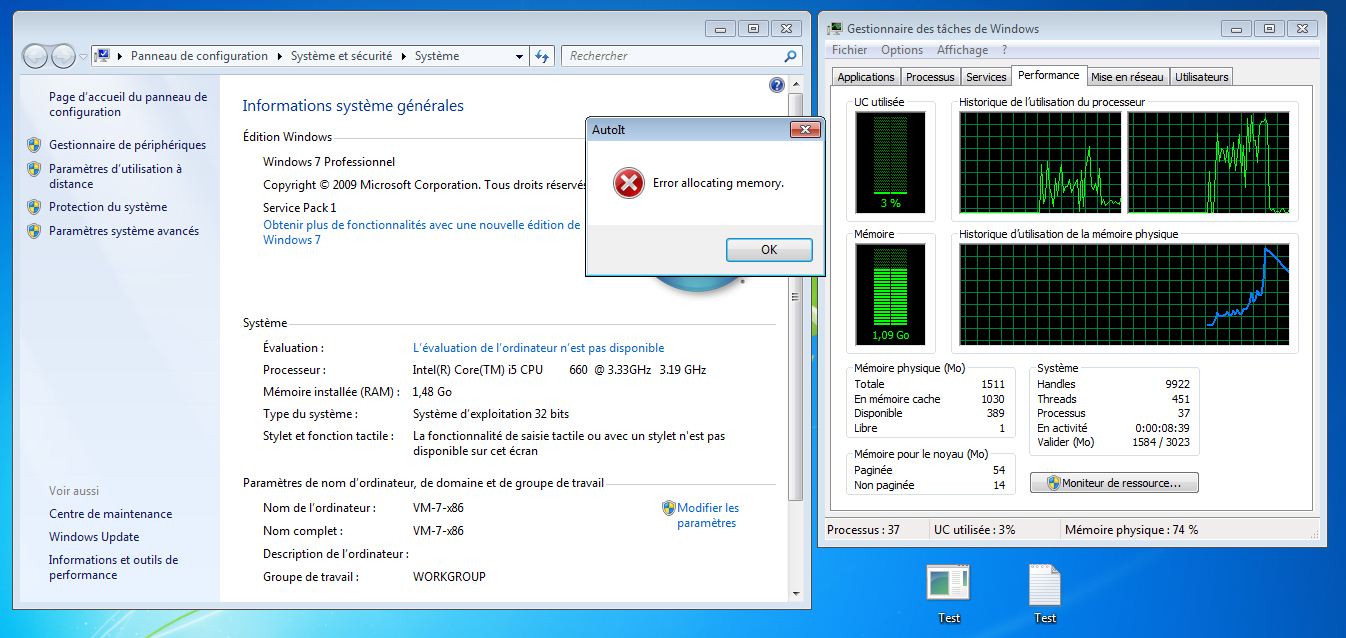 Panneau de configuration
Système et sécurité
Système
Rechercher
Page d'accueil du panneau de
configuration
Gestionnaire de périphériques
Paramètres d'utilisation à
distance
Protection du système
Paramètres système avancés
Voir aussi
Centre de maintenance
Windows Update
Informations et outils de
performance
Informations système générales
Édition Windows
Windows 7 Professionnel
Copyright © 2009 Microsoft Corporation. Tous droits réservés
Service Pack 1
Obtenir plus de fonctionnalités avec une nouvelle édition de
Windows 7
Système
Évaluation :
L'évaluation de l'ordinateur n'est pas disponible
Processeur :
Intel(R) Core(TM) i5 CPU 660 @ 3.33GHz 3.19 GHz
Mémoire installée (RAM) :
1,48 Go
Type du système :
Système d'exploitation 32 bits
Stylet et fonction tactile :
La fonctionnalité de saisie tactile ou avec un stylet n'est pas
disponible sur cet écran
Paramètres de nom d'ordinateur, de domaine et de groupe de travail
Nom de l'ordinateur :
VM-7-x86
Modifier les
paramètres
Nom complet :
VM-7-x86
Description de l'ordinateur :
Groupe de travail :
WORKGROUP
AutoIt
Error allocating memory.
OK
Gestionnaire des tâches de Windows
Fichier Options Affichage ?
Applications Processus Services Performance Mise en réseau Utilisateurs
UC utilisée
3 %
Historique de l'utilisation du processeur
Mémoire
1,09 Go
Historique d'utilisation de la mémoire physique
Mémoire physique (Mo)
Totale 1511
En mémoire cache 1030
Disponible 389
Libre 1
Système
Handles 9922
Threads 451
Processus 37
En activité 0:00:08:39
Valider (Mo) 1584 / 3023
Mémoire pour le noyau (Mo)
Paginée 54
Non paginée 14
Moniteur de ressource...
Processus : 37 UC utilisée : 3% Mémoire physique : 74 %
Test
Test